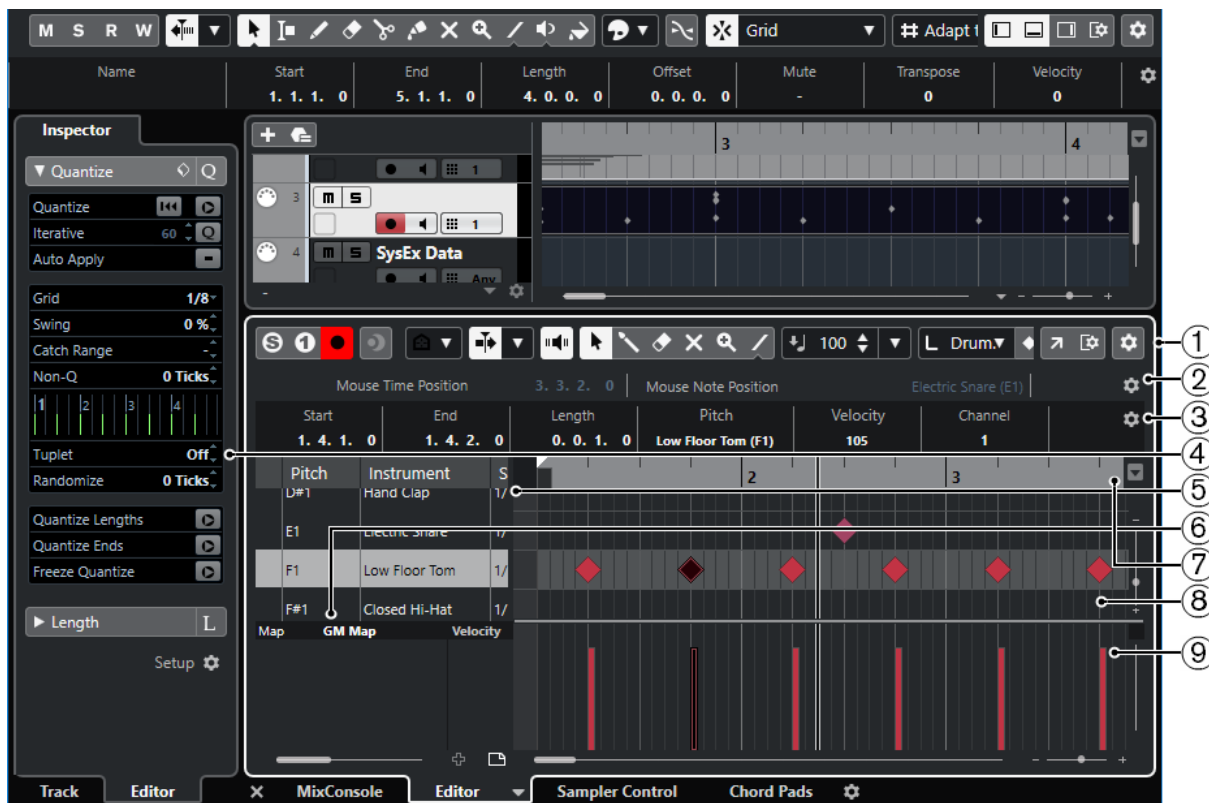 M S R W Grid Adapt t
Name Start End Length Offset Mute Transpose Velocity
1. 1. 1. 0 5. 1. 1. 0 4. 0. 0. 0 0. 0. 0. 0 - 0 0
Inspector
Quantize Q
Quantize
Iterative 60 Q
Auto Apply
Grid 1/8
Swing 0 %
Catch Range -
Non-Q 0 Ticks
1 2 3 4
Tuplet Off
Randomize 0 Ticks
Quantize Lengths
Quantize Ends
Freeze Quantize
Length L
Setup
3 4
1
3 m S
1
4 m S SysEx Data
Any
-
S 1 100 L Drum.
Mouse Time Position 3. 3. 2. 0 Mouse Note Position Electric Snare (E1)
Start End Length Pitch Velocity Channel
1. 4. 1. 0 1. 4. 2. 0 0. 0. 1. 0 Low Floor Tom (F1) 105 1
Pitch Instrument S 2 3
D#1 Hand Clap 1/
E1 Electric Snare 1/
F1 Low Floor Tom 1/
F#1 Closed Hi-Hat 1/
Map GM Map Velocity
Track Editor MixConsole Editor Sampler Control Chord Pads
1
2
3
4
5
6
7
8
9